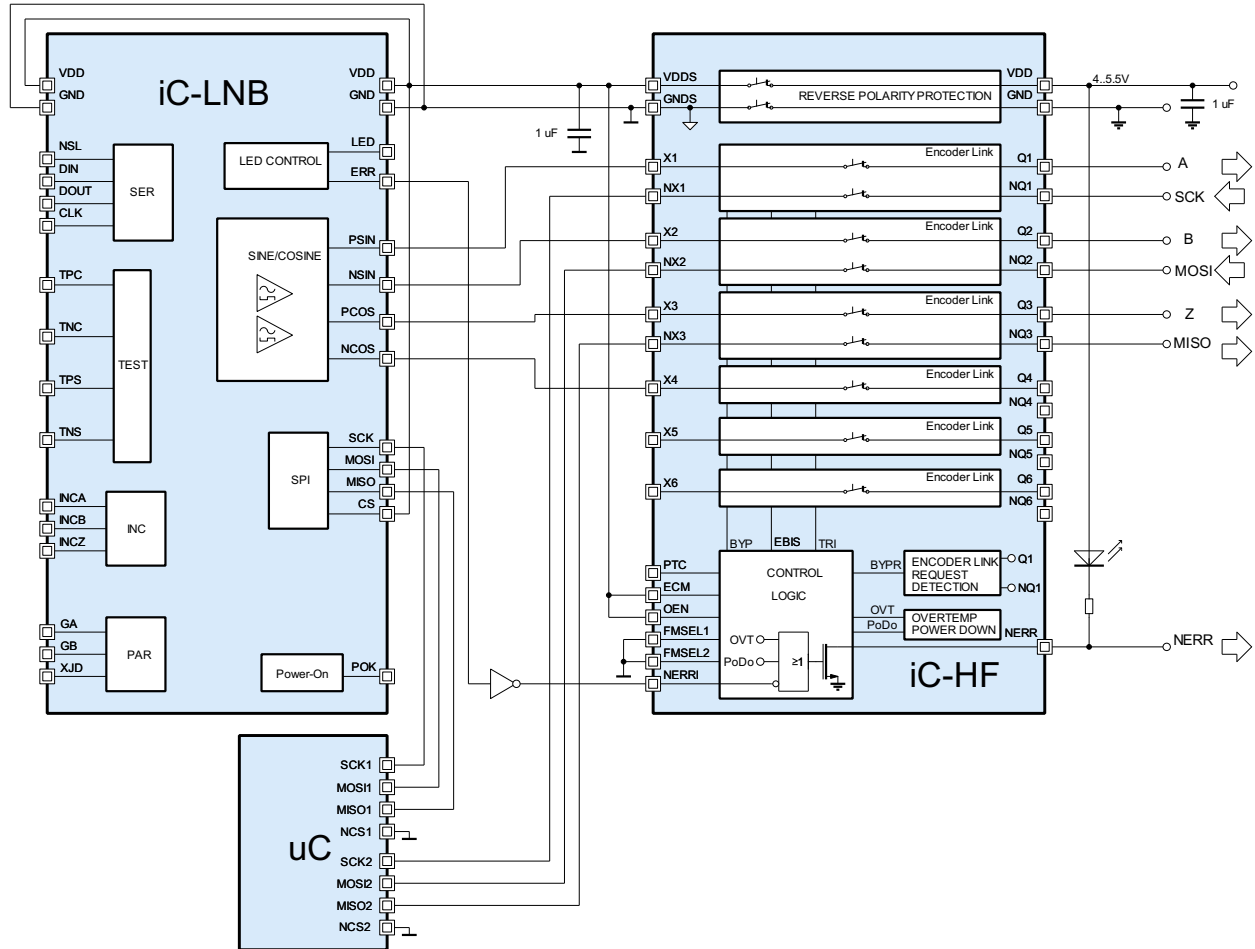 iC-LNB
VDD
GND
NSL
DIN
DOUT
CLK
SER
TPC
TNC
TPS
TNS
TEST
INCA
INCB
INCZ
INC
GA
GB
XJD
PAR
VDD
GND
LED CONTROL
LED
ERR
SINE/COSINE
PSIN
NSIN
PCOS
NCOS
SPI
SCK
MOSI
MISO
CS
Power-On
POK
1 uF
uC
SCK1
MOSI1
MISO1
NCS1
SCK2
MOSI2
MISO2
NCS2
iC-HF
VDDS
GNDS
REVERSE POLARITY PROTECTION
VDD
GND
4..5.5V
1 uF
X1
NX1
Encoder Link
Q1
NQ1
A
SCK
X2
NX2
Encoder Link
Q2
NQ2
B
MOSI
X3
NX3
Encoder Link
Q3
NQ3
Z
MISO
X4
Encoder Link
Q4
NQ4
X5
Encoder Link
Q5
NQ5
X6
Encoder Link
Q6
NQ6
BYP
EBIS
TRI
PTC
ECM
OEN
FMSEL1
FMSEL2
NERRI
CONTROL
LOGIC
OVT
PoDo
≥1
BYPR
ENCODER LINK
REQUEST
DETECTION
Q1
NQ1
OVT
PoDo
OVERTEMP
POWER DOWN
NERR
NERR